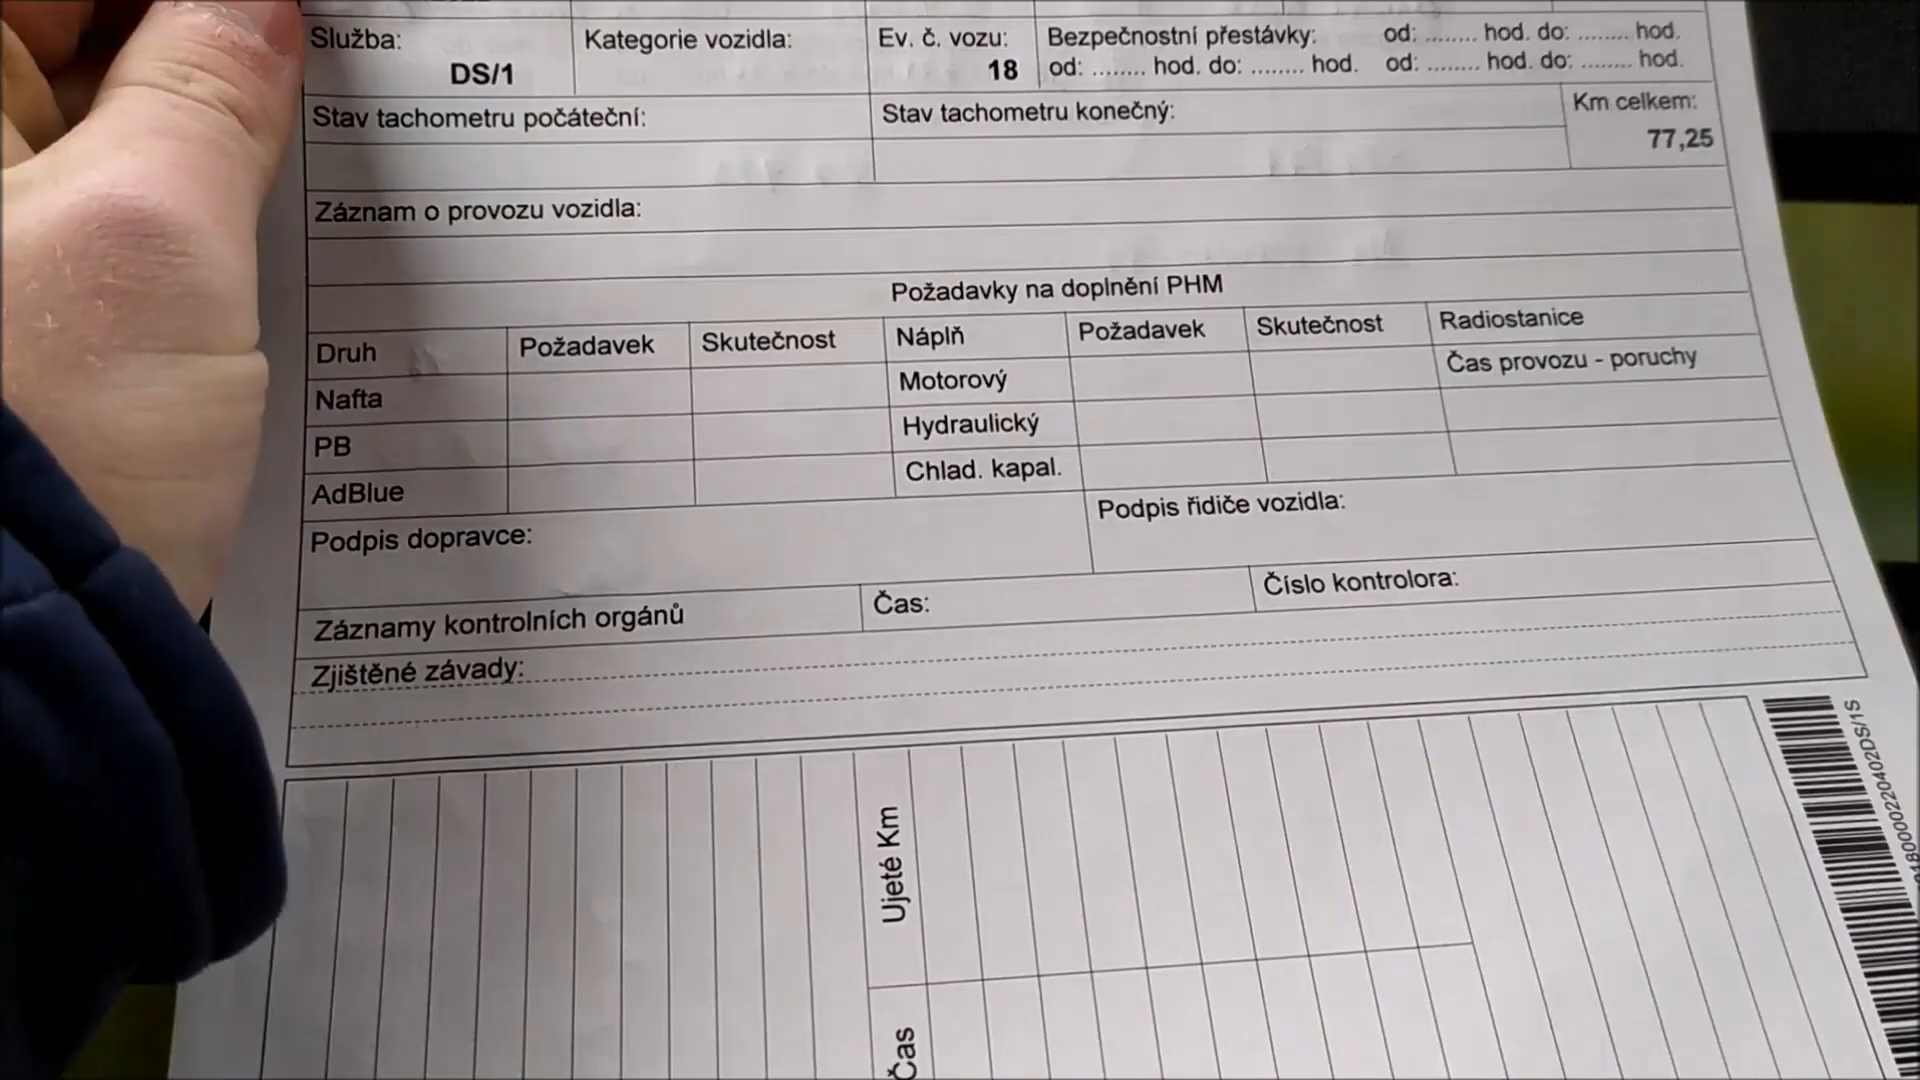 Služba: Kategorie vozidla: Ev. č. vozu: Bezpečnostní přestávky: od: ........ hod. do: ........ hod.
DS/1 18 od: ........ hod. do: ........ hod. od: ........ hod. do: ........ hod.
Stav tachometru počáteční: Stav tachometru konečný: Km celkem:
77,25
Záznam o provozu vozidla:
Požadavky na doplnění PHM
Druh Požadavek Skutečnost Náplň Požadavek Skutečnost Radiostanice
Nafta Motorový Čas provozu - poruchy
PB Hydraulický
AdBlue Chlad. kapal.
Podpis dopravce: Podpis řidiče vozidla:
Záznamy kontrolních orgánů Čas: Číslo kontrolora:
Zjištěné závady:
Ujeté Km
Čas
0180000220402DS/1S